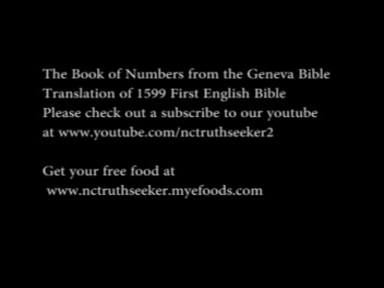 The Book of Numbers from the Geneva Bible
Translation of 1599 First English Bible
Please check out a subscribe to our youtube
at www.youtube.com/nctruthseeker2
Get your free food at
www.nctruthseeker.myefoods.com